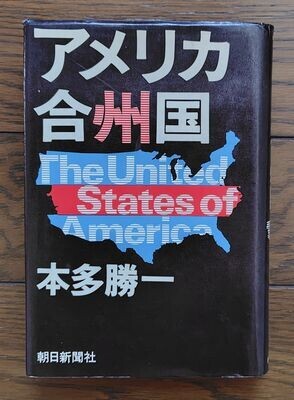 アメリカ
合州国
The United
States of
America
本多勝一
朝日新聞社